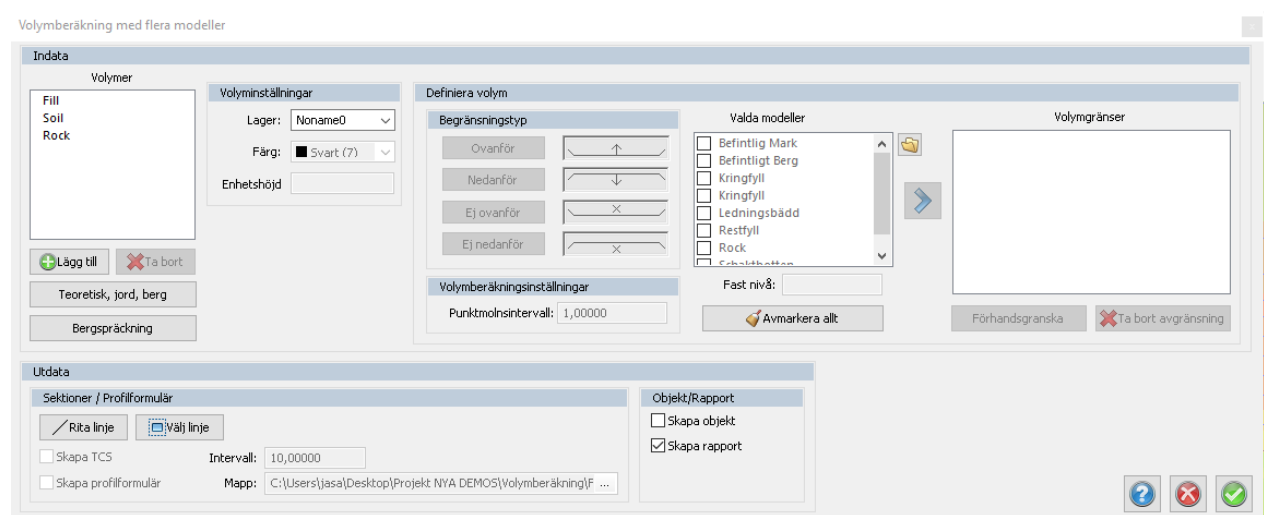 Volymberäkning med flera modeller
x
Indata
Volymer
Fill
Soil
Rock
Lägg till
Ta bort
Teoretisk, jord, berg
Bergspräckning
Volyminställningar
Lager:
Noname0
Färg:
Svart (7)
Enhetshöjd
Definiera volym
Begränsningstyp
Ovanför
Nedanför
Ej ovanför
Ej nedanför
Volymberäkningsinställningar
Punktmolnsintervall:
1,00000
Valda modeller
Befintlig Mark
Befintligt Berg
Kringfyll
Kringfyll
Ledningsbädd
Restfyll
Rock
Schaktbotten
Fast nivå:
Avmarkera allt
Volymgränser
Förhandsgranska
Ta bort avgränsning
Utdata
Sektioner / Profilformulär
Rita linje
Välj linje
Skapa TCS
Intervall:
10,00000
Skapa profilformulär
Mapp:
C:\Users\jasa\Desktop\Projekt NYA DEMOS\Volymberäkning\F ...
Objekt/Rapport
Skapa objekt
Skapa rapport